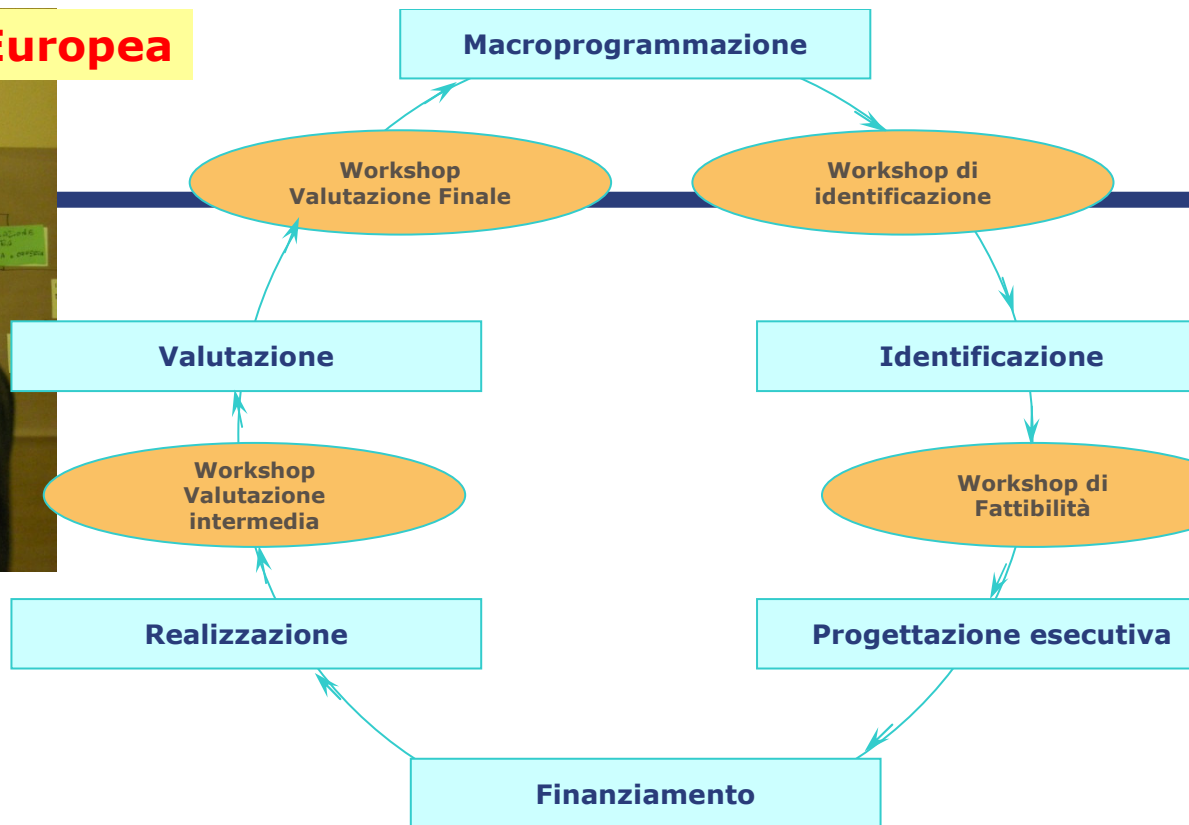 Europea
Macroprogrammazione
Workshop
Valutazione Finale
Workshop di
identificazione
Valutazione
Identificazione
Workshop
Valutazione
intermedia
Workshop di
Fattibilità
Realizzazione
Progettazione esecutiva
Finanziamento